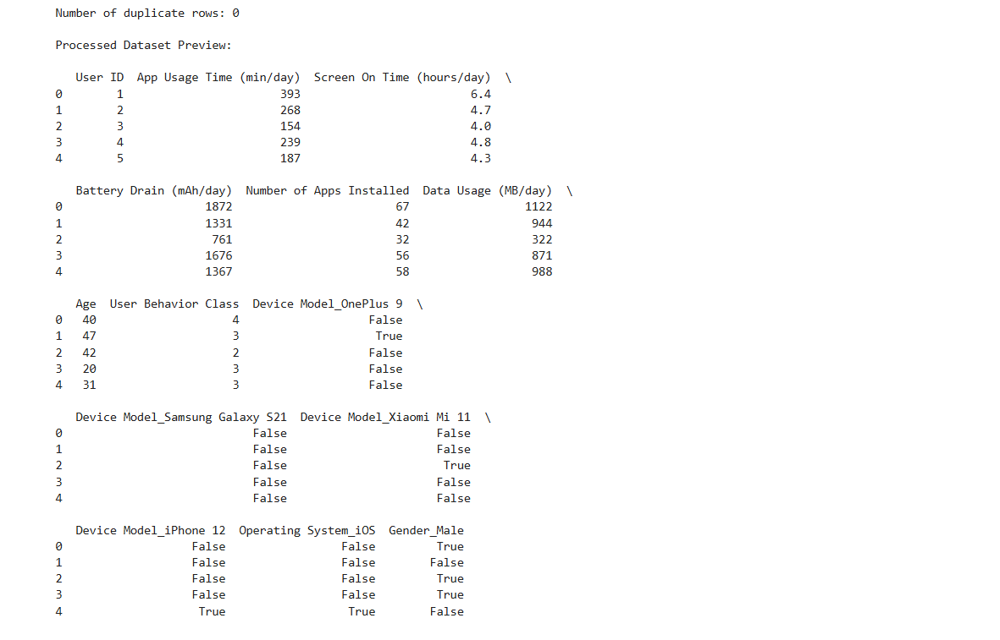 Number of duplicate rows: 0
Processed Dataset Preview:
   User ID  App Usage Time (min/day)  Screen On Time (hours/day)  \
0        1                       393                         6.4
1        2                       268                         4.7
2        3                       154                         4.0
3        4                       239                         4.8
4        5                       187                         4.3
   Battery Drain (mAh/day)  Number of Apps Installed  Data Usage (MB/day)  \
0                     1872                        67                 1122
1                     1331                        42                  944
2                      761                        32                  322
3                     1676                        56                  871
4                     1367                        58                  988
   Age  User Behavior Class  Device Model_OnePlus 9  \
0   40                    4                   False
1   47                    3                    True
2   42                    2                   False
3   20                    3                   False
4   31                    3                   False
   Device Model_Samsung Galaxy S21  Device Model_Xiaomi Mi 11  \
0                            False                      False
1                            False                      False
2                            False                       True
3                            False                      False
4                            False                      False
   Device Model_iPhone 12  Operating System_iOS  Gender_Male
0                   False                 False         True
1                   False                 False        False
2                   False                 False         True
3                   False                 False         True
4                    True                  True        False